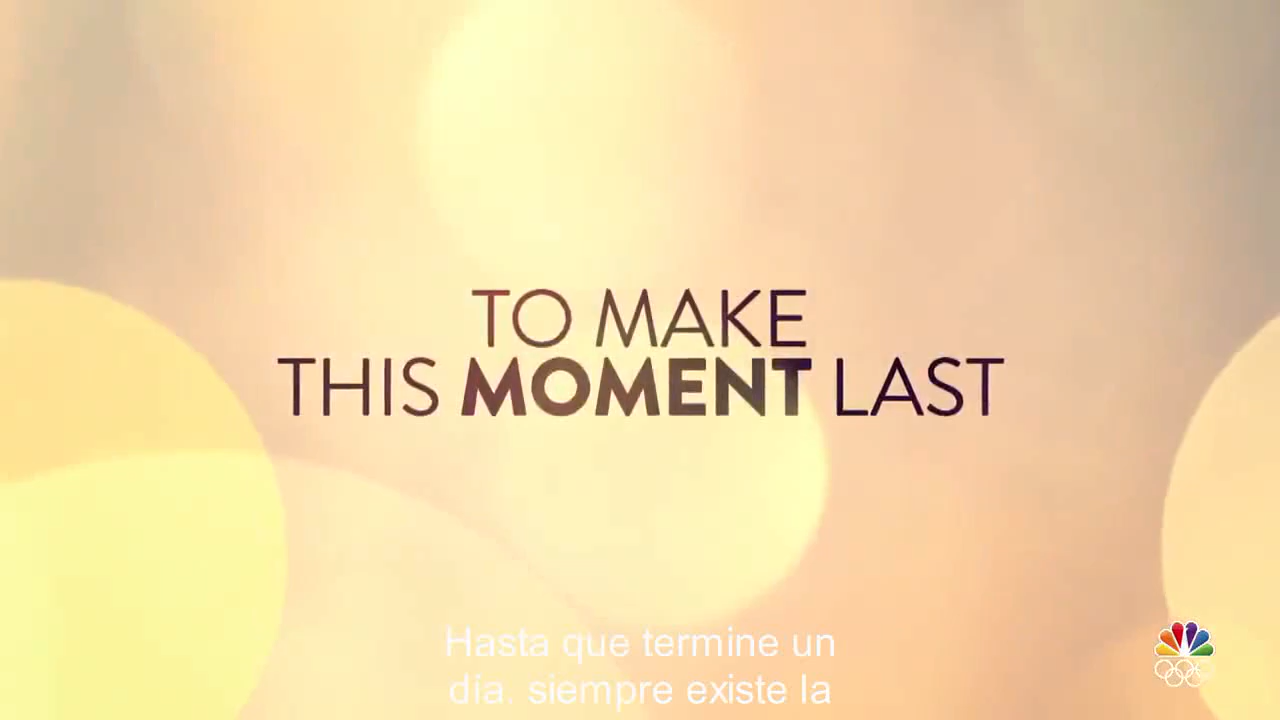 TO MAKE
THIS MOMENT LAST
Hasta que termine un
día. siempre existe la